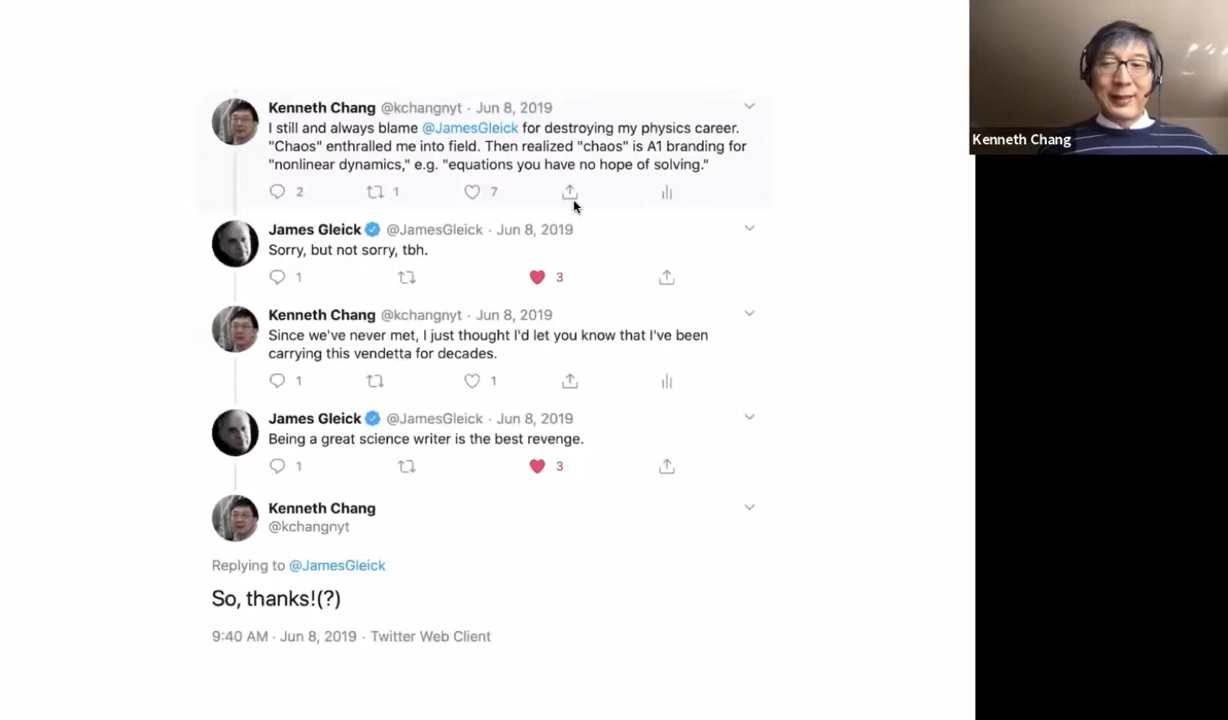 Kenneth Chang @kchangnyt · Jun 8, 2019
I still and always blame @JamesGleick for destroying my physics career.
"Chaos" enthralled me into field. Then realized "chaos" is A1 branding for
"nonlinear dynamics," e.g. "equations you have no hope of solving."
2 1 7
James Gleick @JamesGleick · Jun 8, 2019
Sorry, but not sorry, tbh.
1 3
Kenneth Chang @kchangnyt · Jun 8, 2019
Since we've never met, I just thought I'd let you know that I've been
carrying this vendetta for decades.
1 1
James Gleick @JamesGleick · Jun 8, 2019
Being a great science writer is the best revenge.
1 3
Kenneth Chang
@kchangnyt
Replying to @JamesGleick
So, thanks!(?)
9:40 AM · Jun 8, 2019 · Twitter Web Client
Kenneth Chang